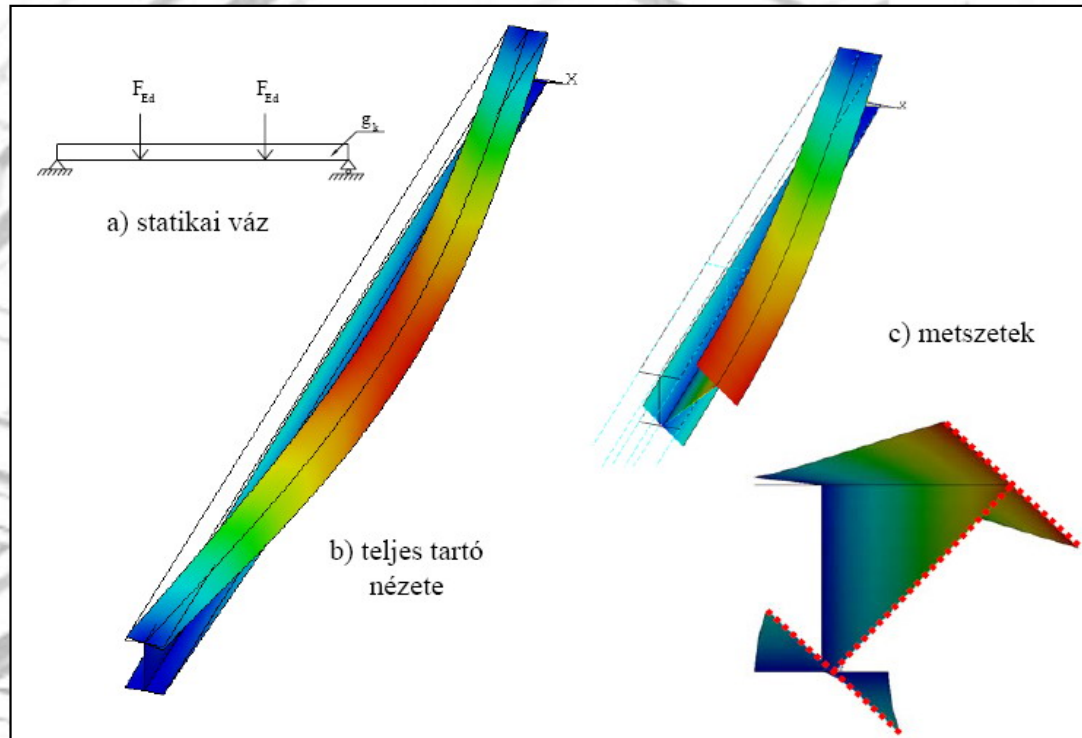 F_Ed F_Ed
g_k
a) statikai váz
X
b) teljes tartó
nézete
x
c) metszetek